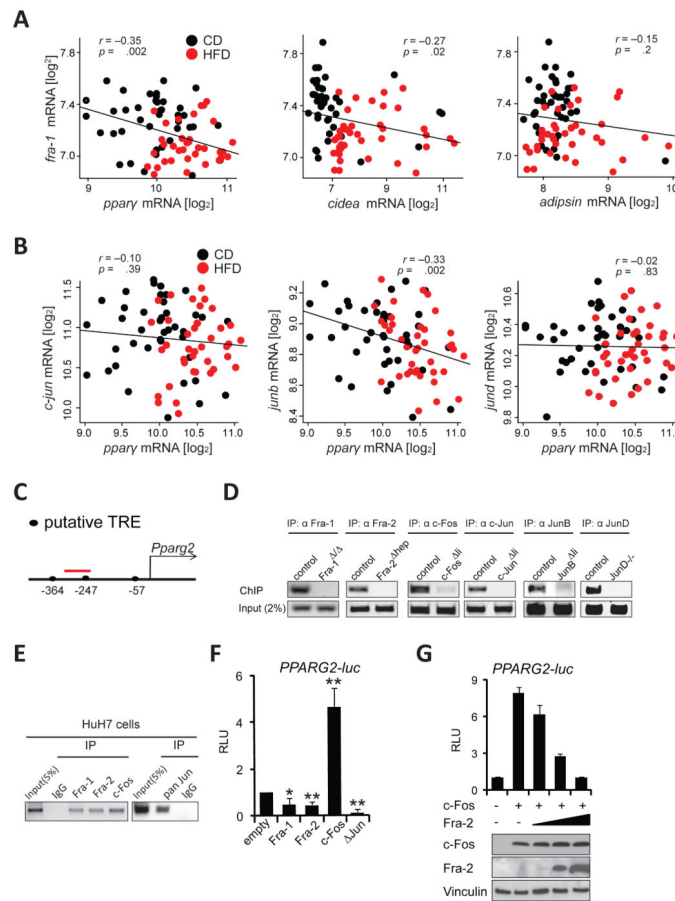 A
r = –0.35
p = .002
CD
HFD
r = –0.27
p = .02
r = –0.15
p = .2
fra-1 mRNA [log2]
7.8
7.4
7.0
9
10
11
pparγ mRNA [log2]
7.8
7.4
7.0
7
9
11
cidea mRNA [log2]
7.8
7.4
7.0
8
9
10
adipsin mRNA [log2]
B
r = –0.10
p = .39
CD
HFD
r = –0.33
p = .002
r = –0.02
p = .83
c-jun mRNA [log2]
11.5
11.0
10.5
10.0
9.0
9.5
10.0
10.5
11.0
pparγ mRNA [log2]
junb mRNA [log2]
9.2
9.0
8.8
8.4
9.0
9.5
10.0
10.5
11.0
pparγ mRNA [log2]
jund mRNA [log2]
10.6
10.4
10.2
9.8
9.0
9.5
10.0
10.5
11.0
pparγ mRNA [log2]
C
putative TRE
Pparg2
-364
-247
-57
D
IP: α Fra-1
IP: α Fra-2
IP: α c-Fos
IP: α c-Jun
IP: α JunB
IP: α JunD
control
Fra-1Δ/Δ
control
Fra-2Δhep
control
c-FosΔli
control
c-JunΔli
control
JunBΔli
control
JunD-/-
ChIP
Input (2%)
E
HuH7 cells
IP
IP
Input(5%)
IgG
Fra-1
Fra-2
c-Fos
Input(5%)
pan Jun
IgG
F
PPARG2-luc
RLU
6
4
2
0
*
**
**
**
empty
Fra-1
Fra-2
c-Fos
ΔJun
G
PPARG2-luc
RLU
9
6
3
0
c-Fos - + + + +
Fra-2 - -
c-Fos
Fra-2
Vinculin